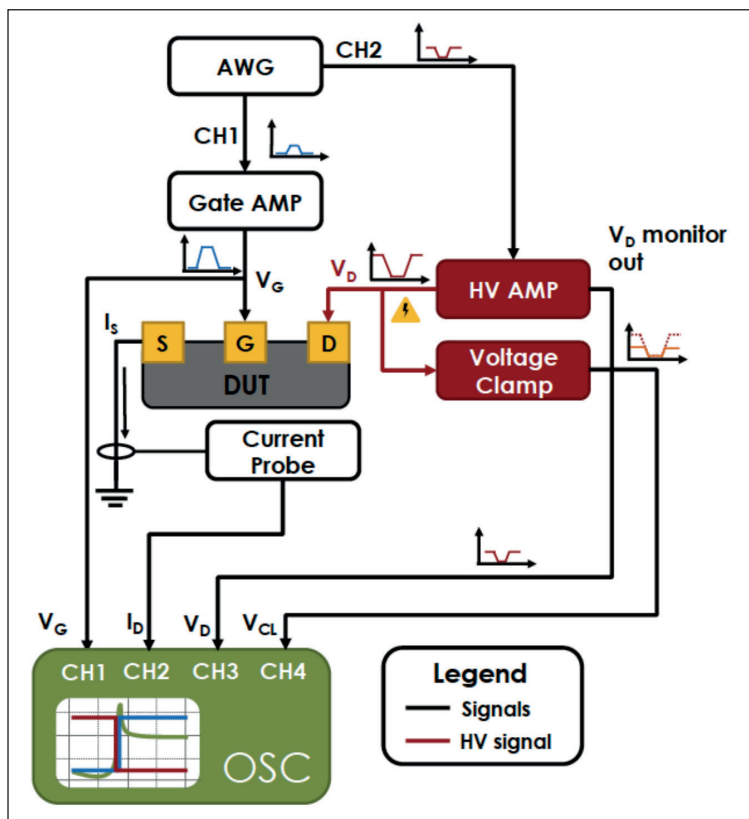 AWG
CH2
CH1
Gate AMP
V_G
V_D
HV AMP
V_D monitor
out
Voltage
Clamp
I_s
S
G
D
DUT
Current
Probe
V_G
I_D
V_D
V_CL
CH1
CH2
CH3
CH4
OSC
Legend
Signals
HV signal